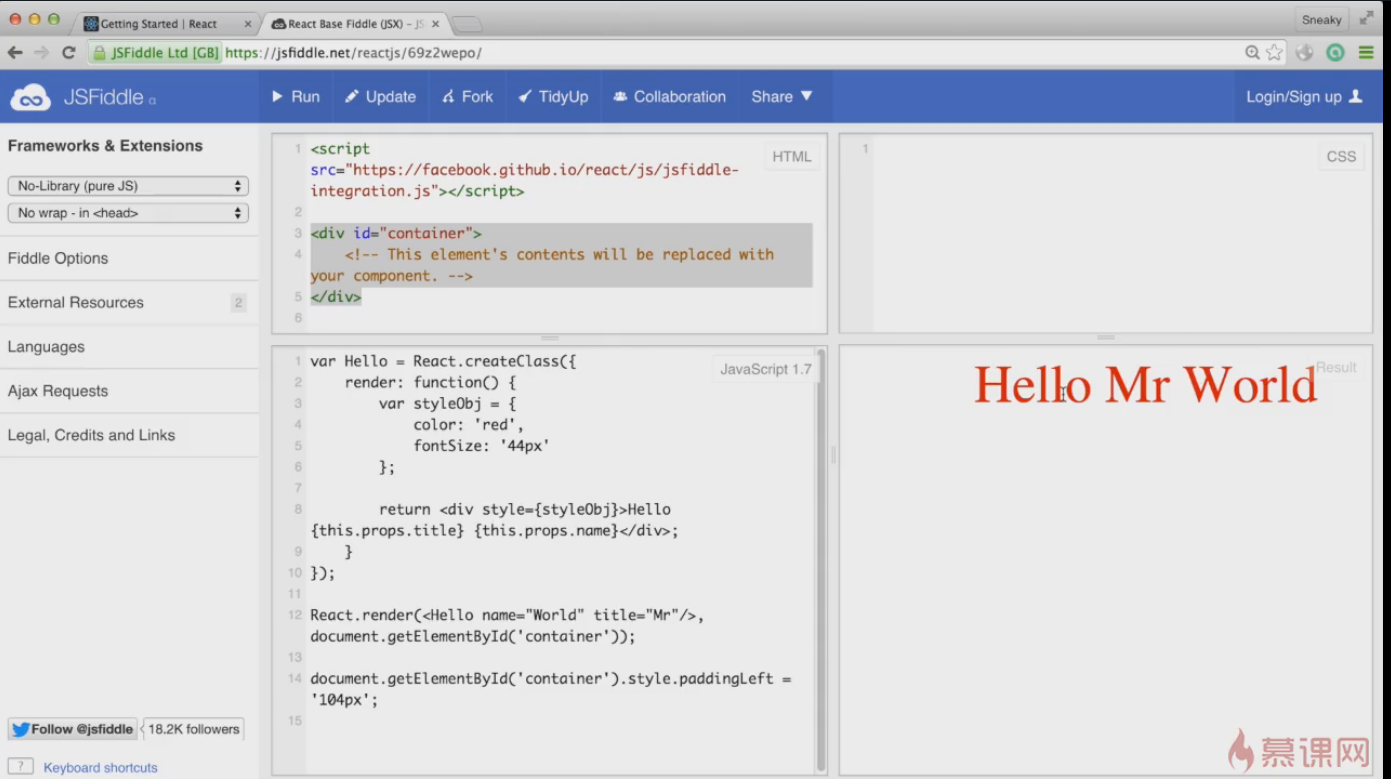 Getting Started | React
React Base Fiddle (JSX) - JS
Sneaky
JSFiddle Ltd [GB] https://jsfiddle.net/reactjs/69z2wepo/
JSFiddle α
Run
Update
Fork
TidyUp
Collaboration
Share ▼
Login/Sign up
Frameworks & Extensions
No-Library (pure JS)
No wrap - in <head>
Fiddle Options
External Resources 2
Languages
Ajax Requests
Legal, Credits and Links
Follow @jsfiddle 18.2K followers
? Keyboard shortcuts
HTML
1 <script
src="https://facebook.github.io/react/js/jsfiddle-
integration.js"></script>
2
3 <div id="container">
4 <!-- This element's contents will be replaced with
your component. -->
5 </div>
6
1
CSS
JavaScript 1.7
1 var Hello = React.createClass({
2 render: function() {
3 var styleObj = {
4 color: 'red',
5 fontSize: '44px'
6 };
7
8 return <div style={styleObj}>Hello
{this.props.title} {this.props.name}</div>;
9 }
10 });
11
12 React.render(<Hello name="World" title="Mr"/>,
document.getElementById('container'));
13
14 document.getElementById('container').style.paddingLeft =
'104px';
15
Result
Hello Mr World
慕课网